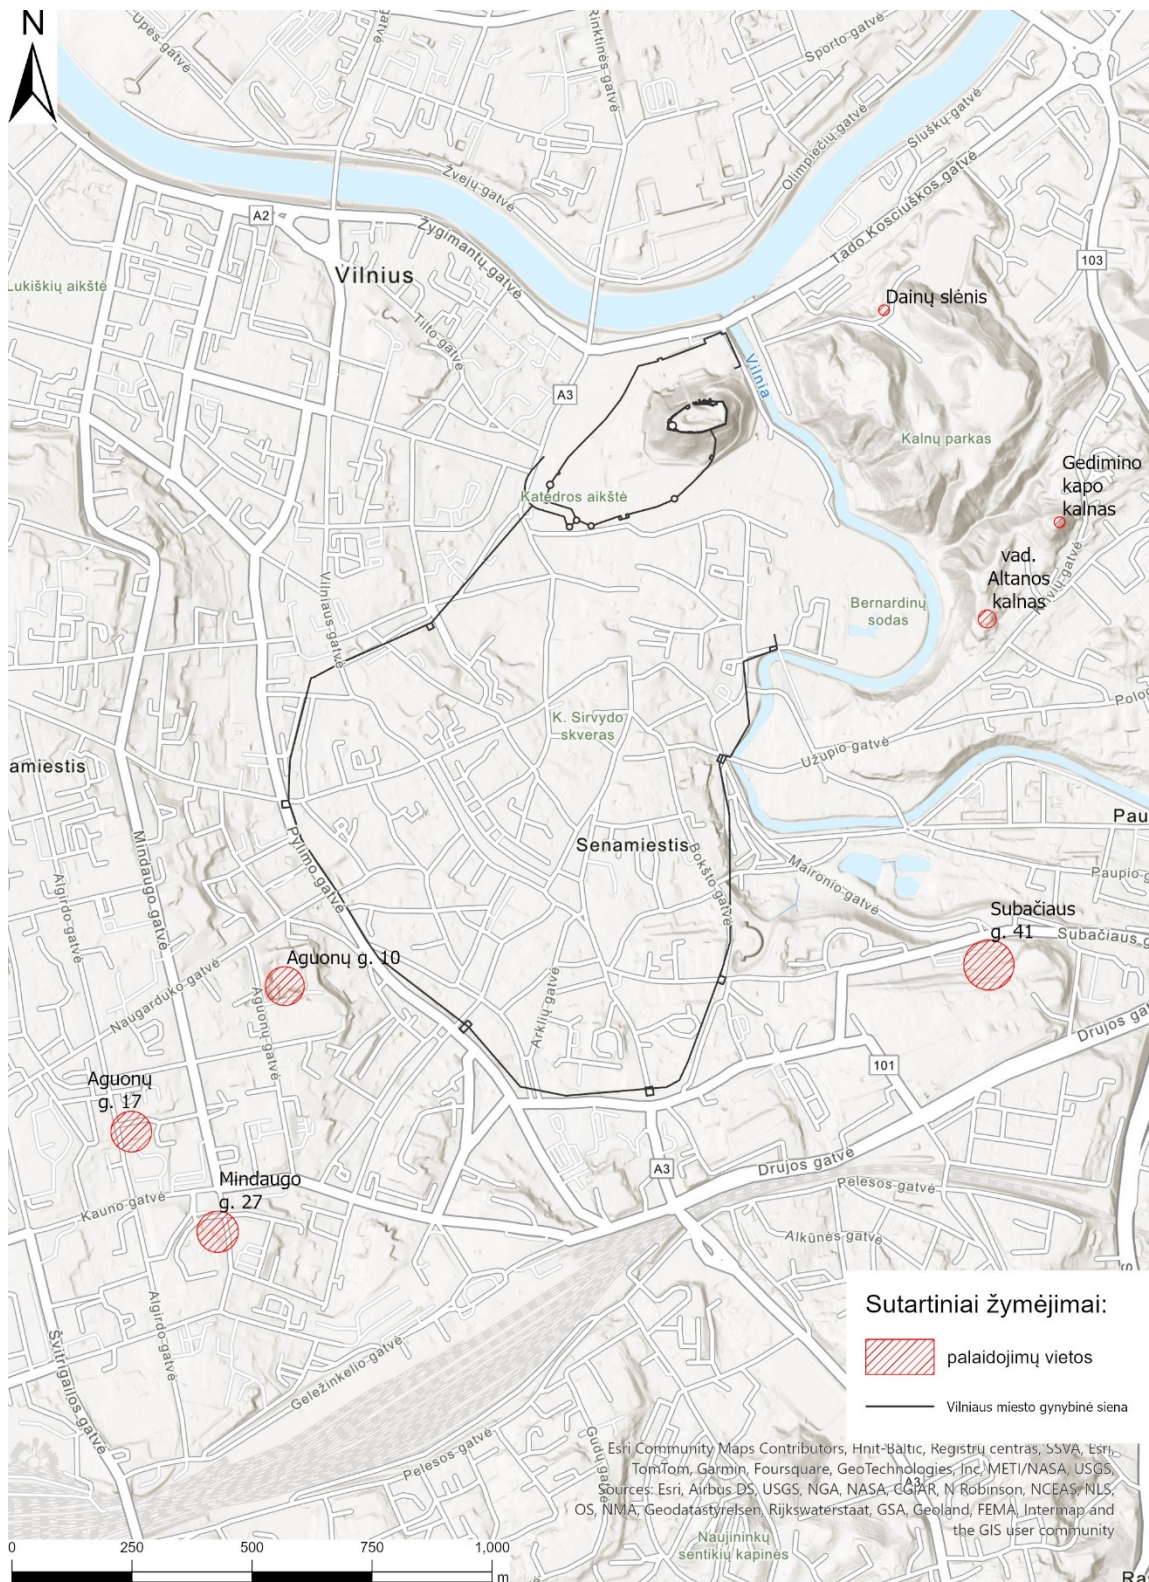 N
Upės gatvė
Rinktinės gatvė
Sporto gatvė
Olimpiečių gatvė
Sluškų gatvė
Žvejų gatvė
Tado Kosciuškos gatvė
A2
Žygimantų gatvė
103
Lukiškių aikštė
Vilnius
Dainų slėnis
Tilto gatvė
Vilnia
A3
Kalnų parkas
Gedimino
kapo
kalnas
Katedros aikštė
vad.
Altanos
kalnas
Krivių gatvė
Vilniaus gatvė
Bernardinų
sodas
K. Sirvydo
skveras
Užupio gatvė
Polo
amiestis
Pylimo gatvė
Mindaugo gatvė
Senamiestis
Bokšto gatvė
Pau
Maironio gatvė
Paupio g
Algirdo gatvė
Subačiaus
g. 41
Subačiaus g
Naugarduko gatvė
Aguonų g. 10
Aguonų gatvė
Arklių gatvė
Drujos gat
101
Aguonų
g. 17
Mindaugo
g. 27
A3
Drujos gatvė
Pelesos gatvė
Kauno gatvė
Alkūnės gatvė
Algirdo gatvė
Švitrigailos gatvė
Geležinkelio gatvė
Sutartiniai žymėjimai:
palaidojimų vietos
Vilniaus miesto gynybinė siena
Pelesos gatvė
Gudų gatvė
A3
Esri Community Maps Contributors, Hnit-Baltic, Registrų centras, SSVA, Esri,
TomTom, Garmin, Foursquare, GeoTechnologies, Inc, METI/NASA, USGS,
Sources: Esri, Airbus DS, USGS, NGA, NASA, CGIAR, N Robinson, NCEAS, NLS,
OS, NMA, Geodatastyrelsen, Rijkswaterstaat, GSA, Geoland, FEMA, Intermap and
the GIS user community
Naujininkų
sentikių kapinės
0 250 500 750 1,000
m
Ras